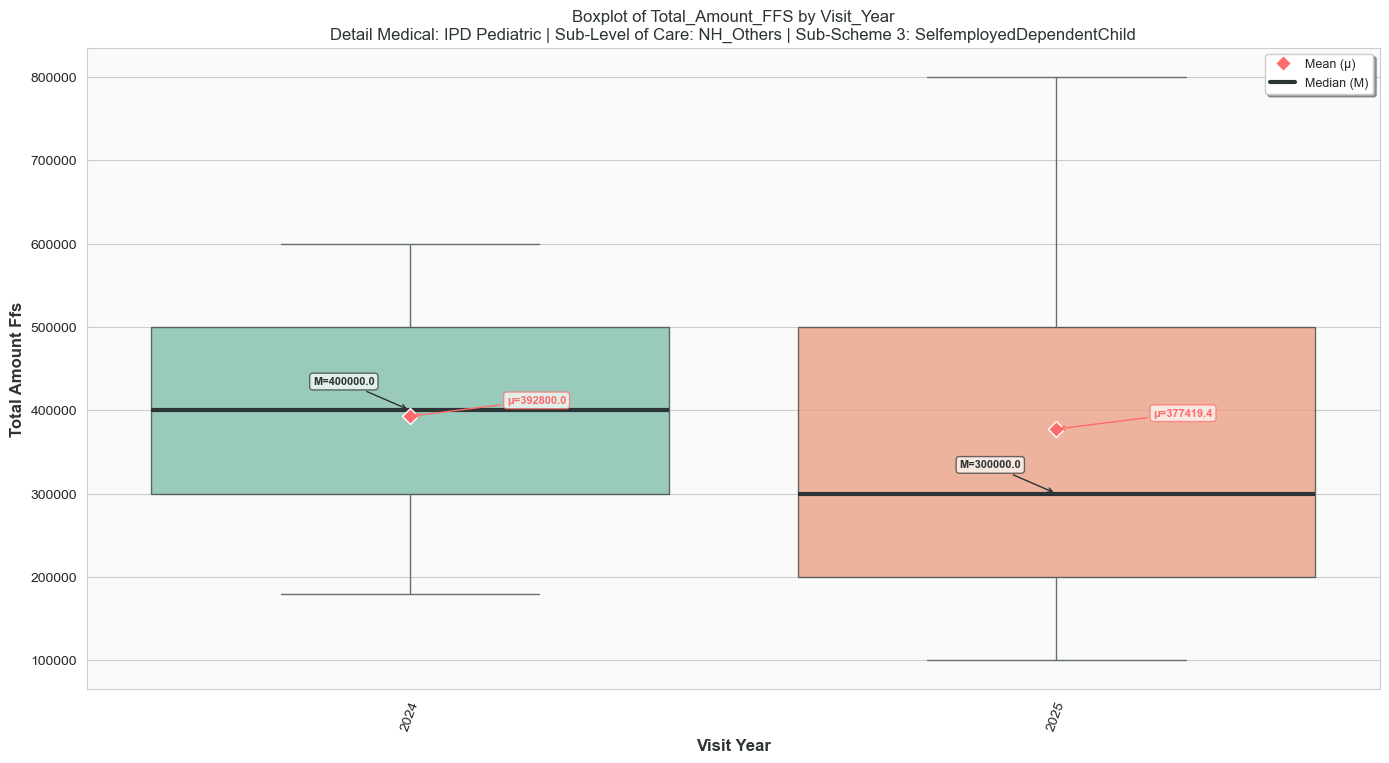 Boxplot of Total_Amount_FFS by Visit_Year
Detail Medical: IPD Pediatric | Sub-Level of Care: NH_Others | Sub-Scheme 3: SelfemployedDependentChild
Mean (μ)
Median (M)
Total Amount Ffs
800000
700000
600000
500000
400000
300000
200000
100000
M=400000.0
μ=392800.0
μ=377419.4
M=300000.0
2024
2025
Visit Year